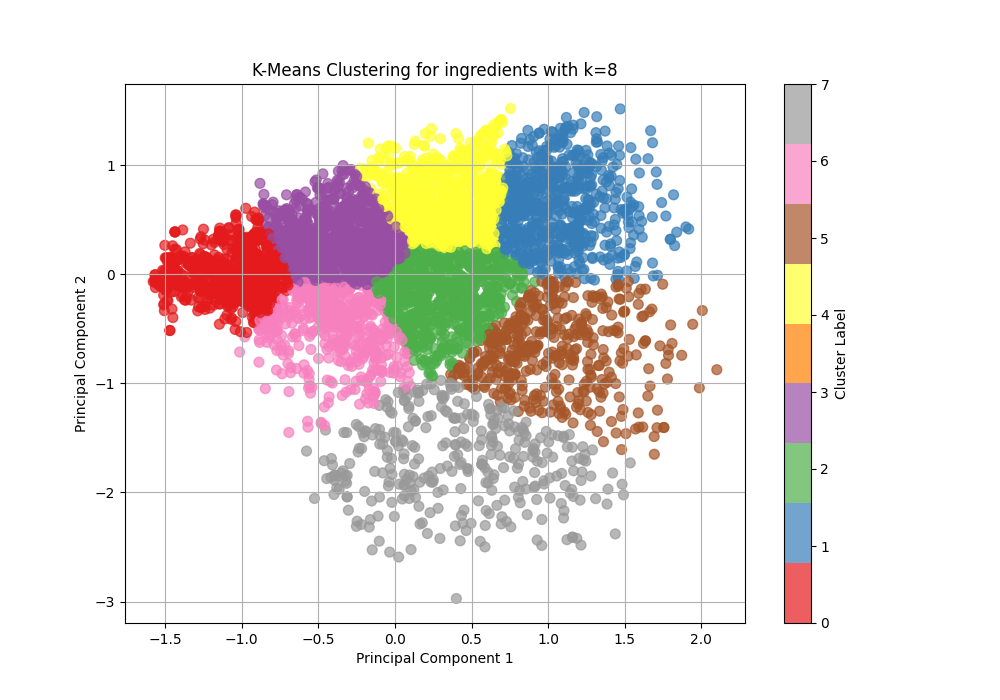 K-Means Clustering for ingredients with k=8
Principal Component 2
1
0
−1
−2
−3
−1.5 −1.0 −0.5 0.0 0.5 1.0 1.5 2.0
Principal Component 1
7
6
5
4
3
2
1
0
Cluster Label